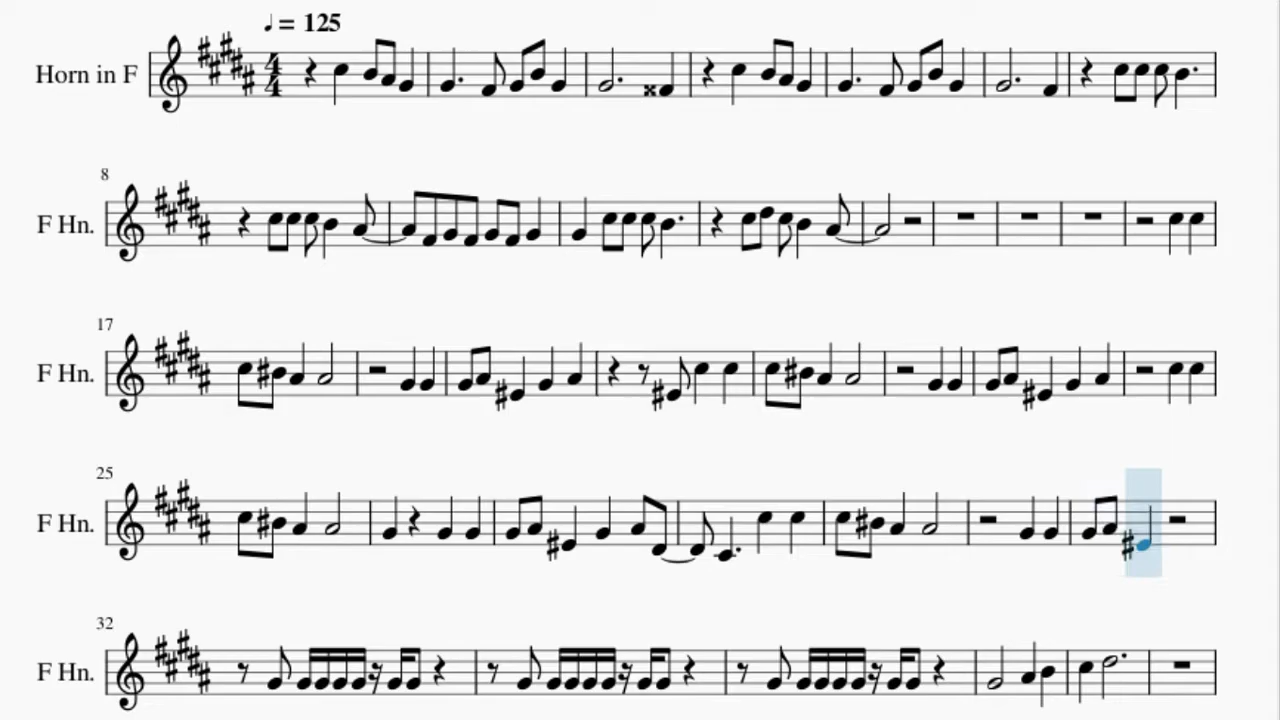 ♩ = 125
Horn in F
4
4
8
F Hn.
17
F Hn.
25
F Hn.
32
F Hn.